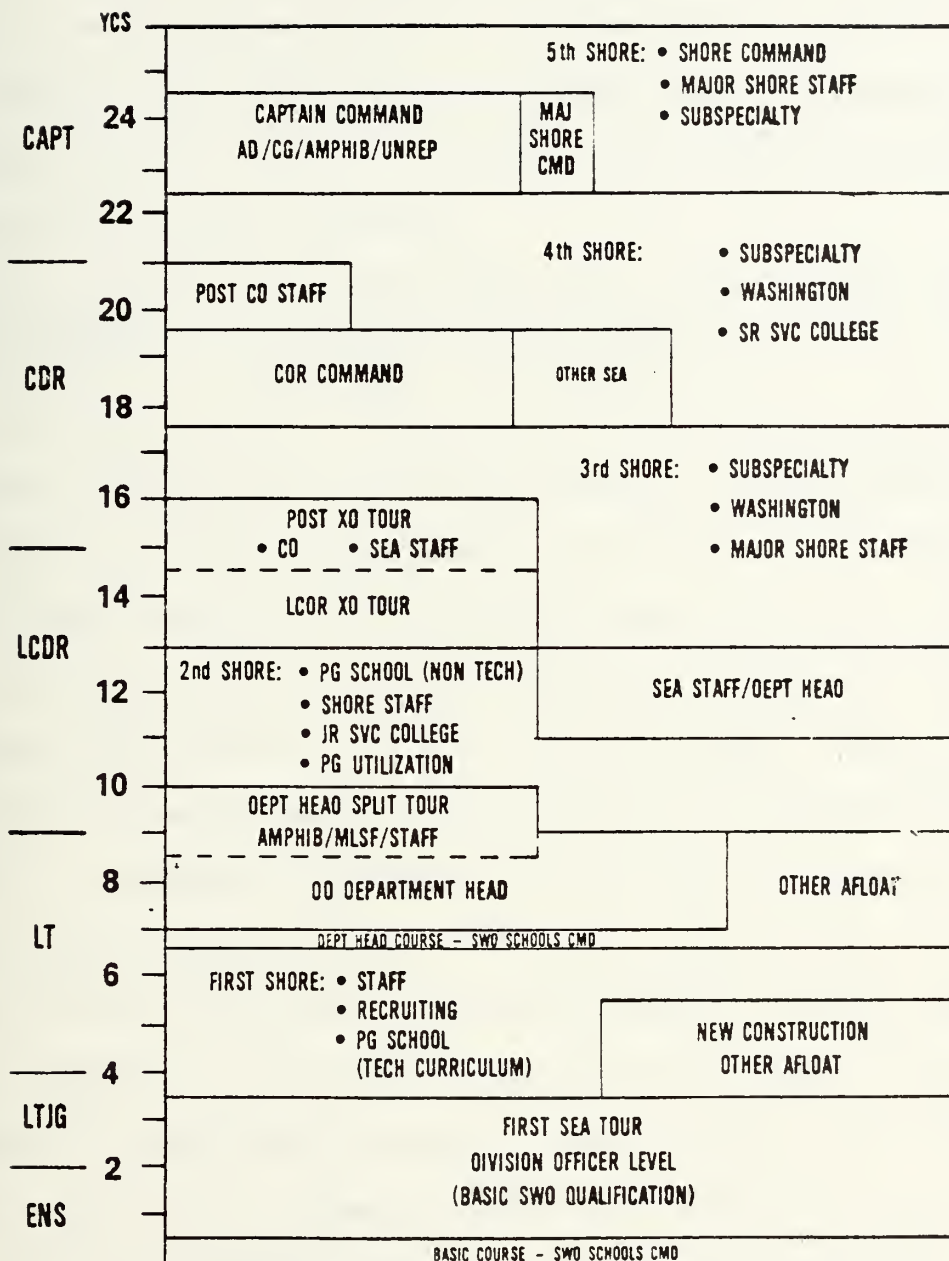 YCS
5th SHORE: • SHORE COMMAND
• MAJOR SHORE STAFF
• SUBSPECIALTY
CAPT
24
CAPTAIN COMMAND
AD/CG/AMPHIB/UNREP
MAJ
SHORE
CMD
22
4th SHORE: • SUBSPECIALTY
• WASHINGTON
• SR SVC COLLEGE
20
POST CO STAFF
CDR
COR COMMAND
OTHER SEA
18
3rd SHORE: • SUBSPECIALTY
• WASHINGTON
• MAJOR SHORE STAFF
16
POST XO TOUR
• CO • SEA STAFF
14
LCOR XO TOUR
LCDR
2nd SHORE: • PG SCHOOL (NON TECH)
• SHORE STAFF
• JR SVC COLLEGE
• PG UTILIZATION
12
SEA STAFF/OEPT HEAO
10
OEPT HEAO SPLIT TOUR
AMPHIB/MLSF/STAFF
8
OO OEPARTMENT HEAD
OTHER AFLOAT
LT
OEPT HEAD COURSE - SWO SCHOOLS CMD
6
FIRST SHORE: • STAFF
• RECRUITING
• PG SCHOOL
(TECH CURRICULUM)
NEW CONSTRUCTION
OTHER AFLOAT
4
LTJG
FIRST SEA TOUR
OIVISION OFFICER LEVEL
(BASIC SWO QUALIFICATION)
2
ENS
BASIC COURSE - SWO SCHOOLS CMD